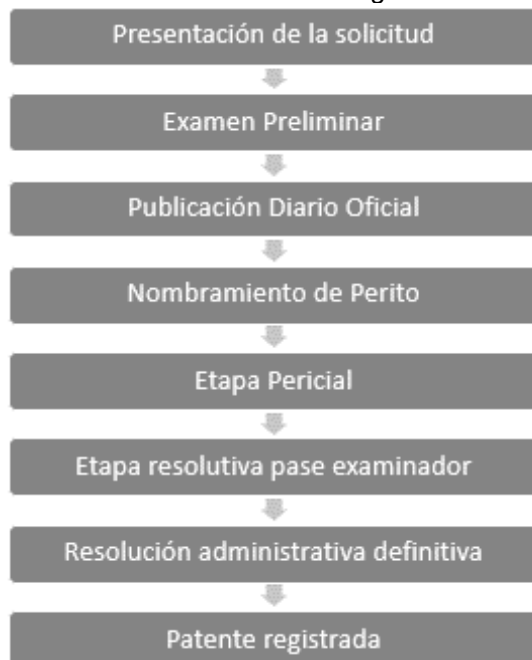 Presentación de la solicitud
Examen Preliminar
Publicación Diario Oficial
Nombramiento de Perito
Etapa Pericial
Etapa resolutiva pase examinador
Resolución administrativa definitiva
Patente registrada